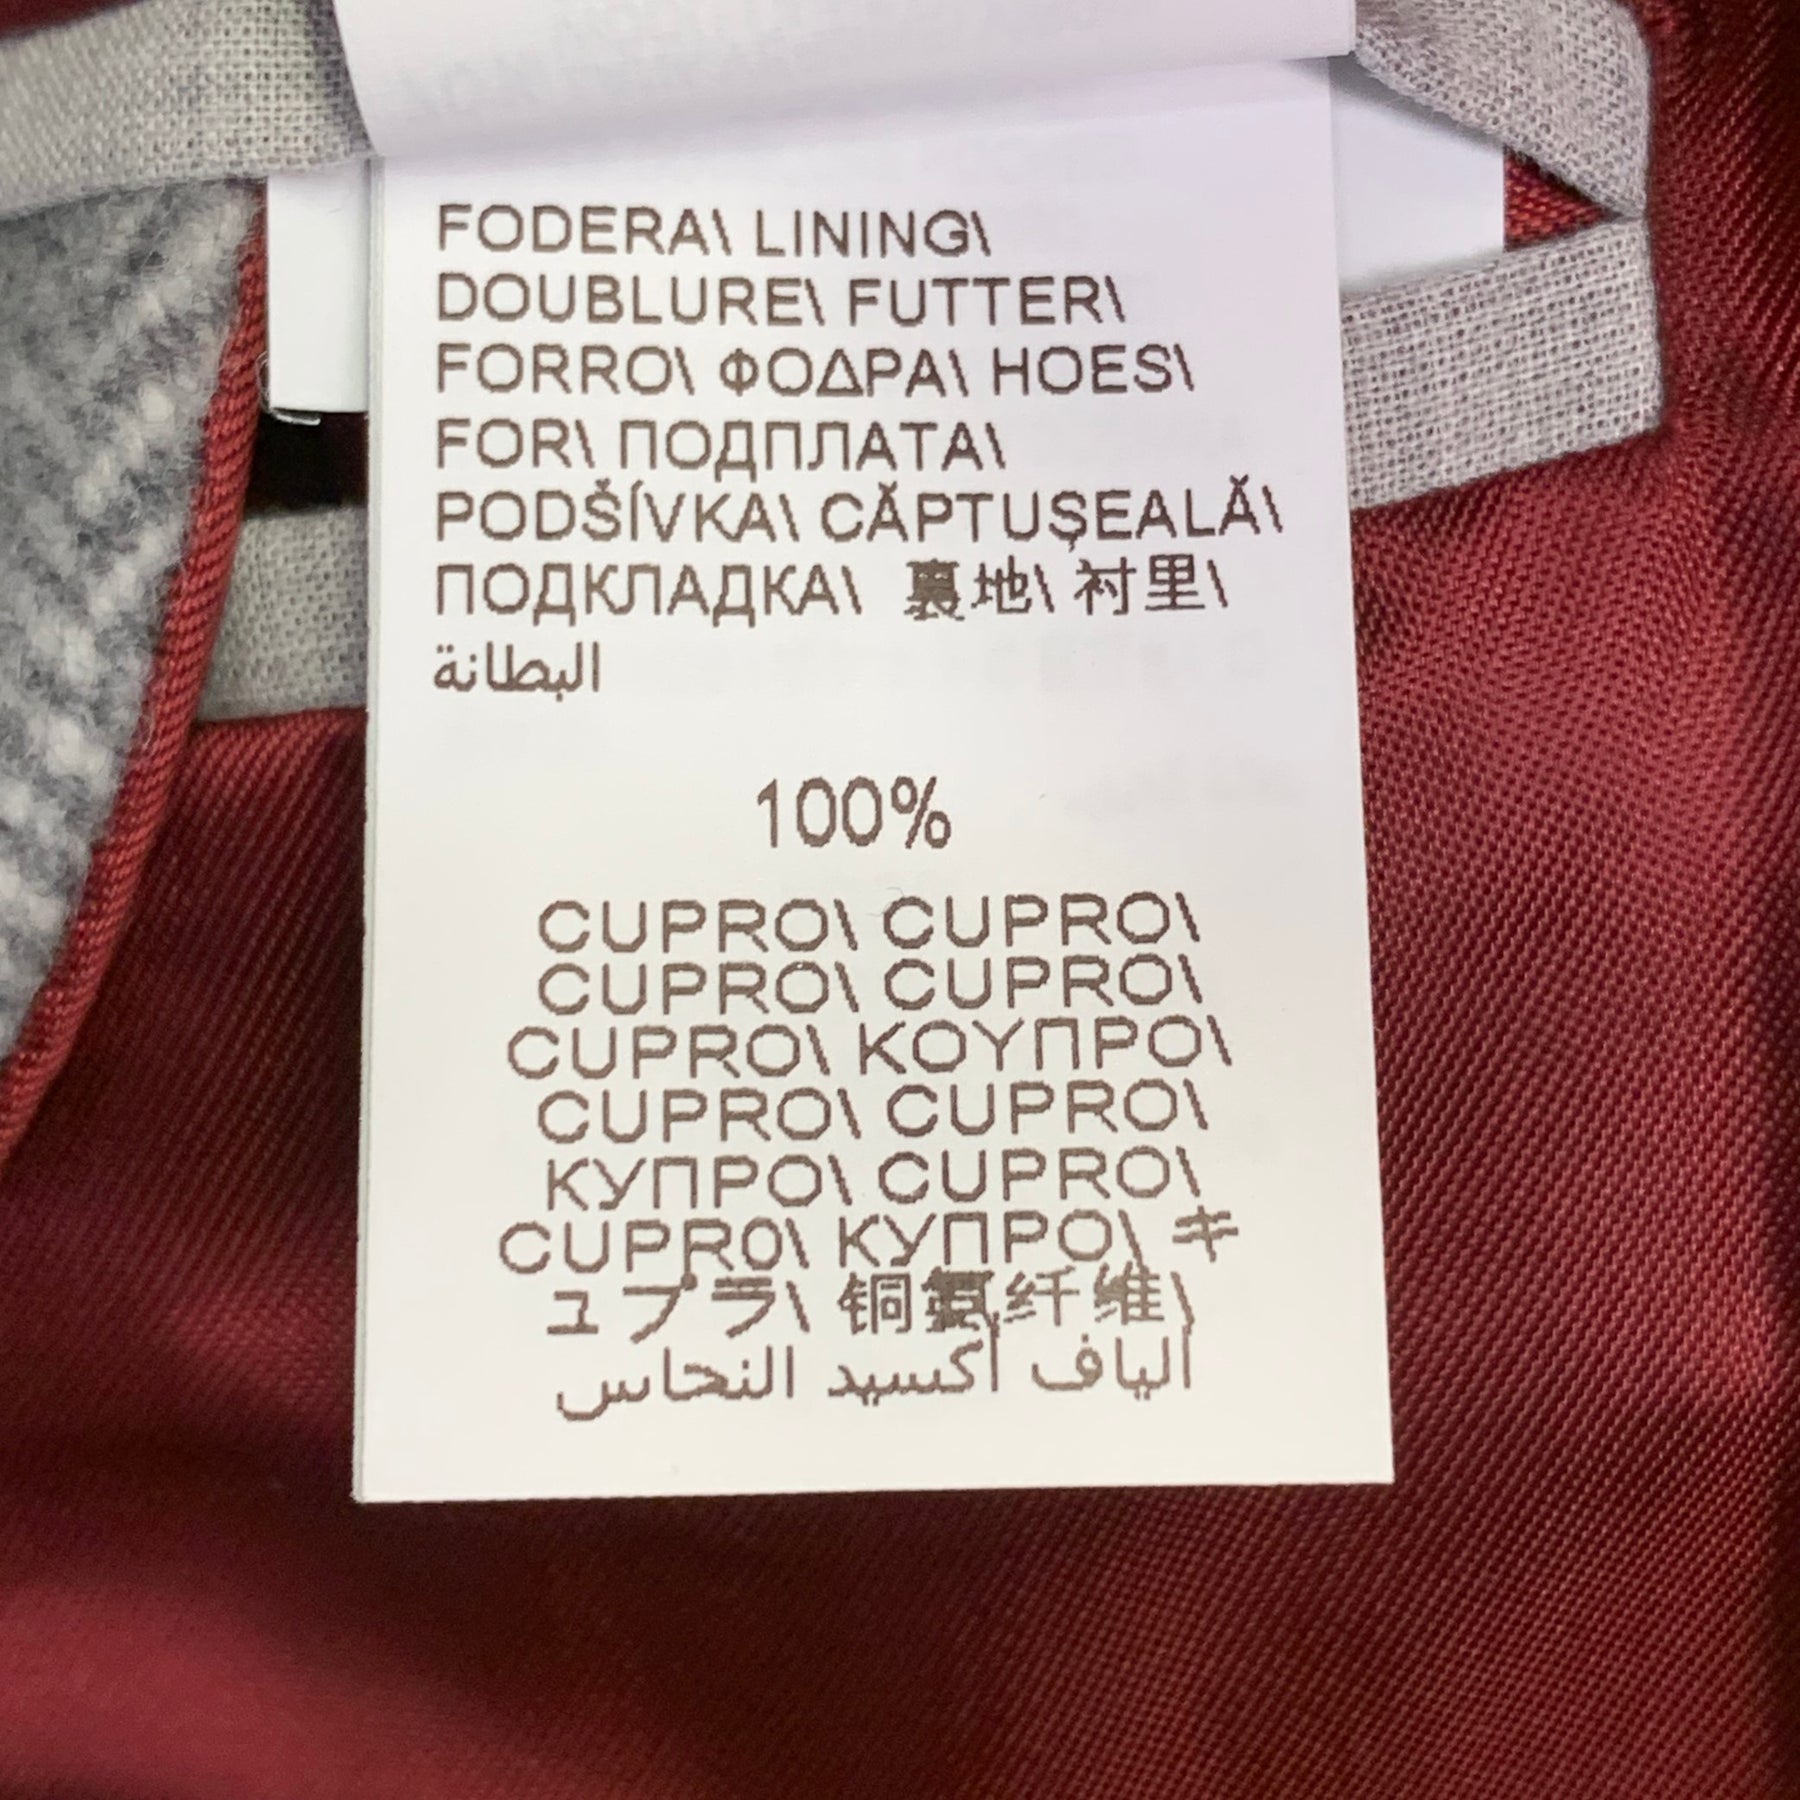 FODERA\ LINING\
DOUBLURE\ FUTTER\
FORRO\ ΦΟΔΡΑ\ HOES\
FOR\ ПОДПЛАТА\
PODŠÍVKA\ CĂPTUȘEALĂ\
ПОДКЛАДКА\ 裏地\ 衬里\
البطانة
100%
CUPRO\ CUPRO\
CUPRO\ CUPRO\
CUPRO\ ΚΟΥΠΡΟ\
CUPRO\ CUPRO\
КУПРО\ CUPRO\
CUPR0\ КУПРО\ キ
ュプラ\ 铜氨纤维\
ألياف أكسيد النحاس